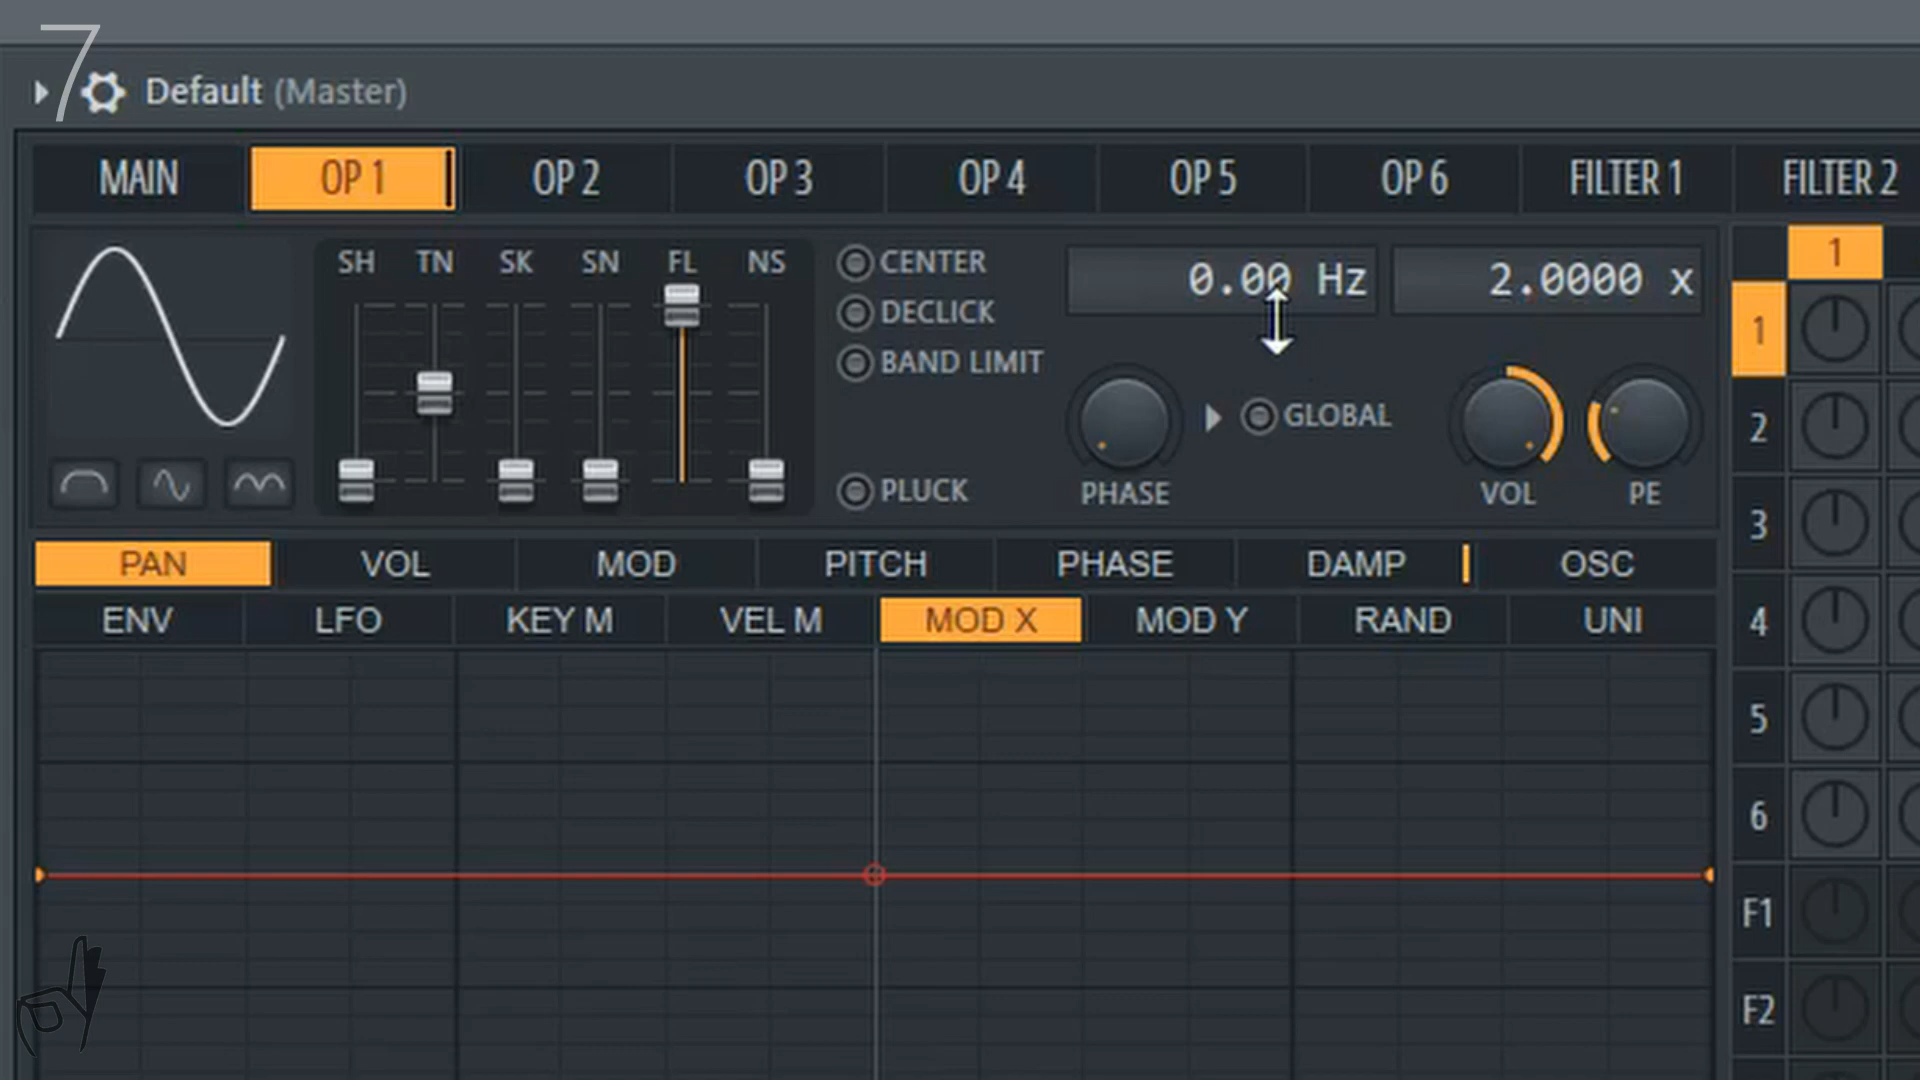 7
Default (Master)
MAIN OP 1 OP 2 OP 3 OP 4 OP 5 OP 6 FILTER 1 FILTER 2
SH TN SK SN FL NS
CENTER
DECLICK
BAND LIMIT
PLUCK
0.00 Hz 2.0000 x
GLOBAL
PHASE VOL PE
PAN VOL MOD PITCH PHASE DAMP OSC
ENV LFO KEY M VEL M MOD X MOD Y RAND UNI
1
1
2
3
4
5
6
F1
F2